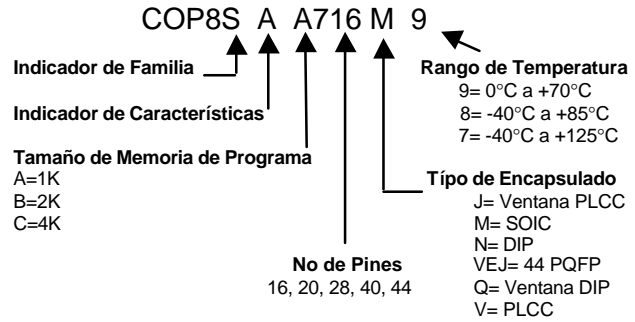 COP8S A A716 M 9
Indicador de Familia
Rango de Temperatura
9= 0°C a +70°C
8= -40°C a +85°C
7= -40°C a +125°C
Indicador de Características
Tamaño de Memoria de Programa
A=1K
B=2K
C=4K
Típo de Encapsulado
J= Ventana PLCC
M= SOIC
N= DIP
VEJ= 44 PQFP
Q= Ventana DIP
V= PLCC
No de Pines
16, 20, 28, 40, 44